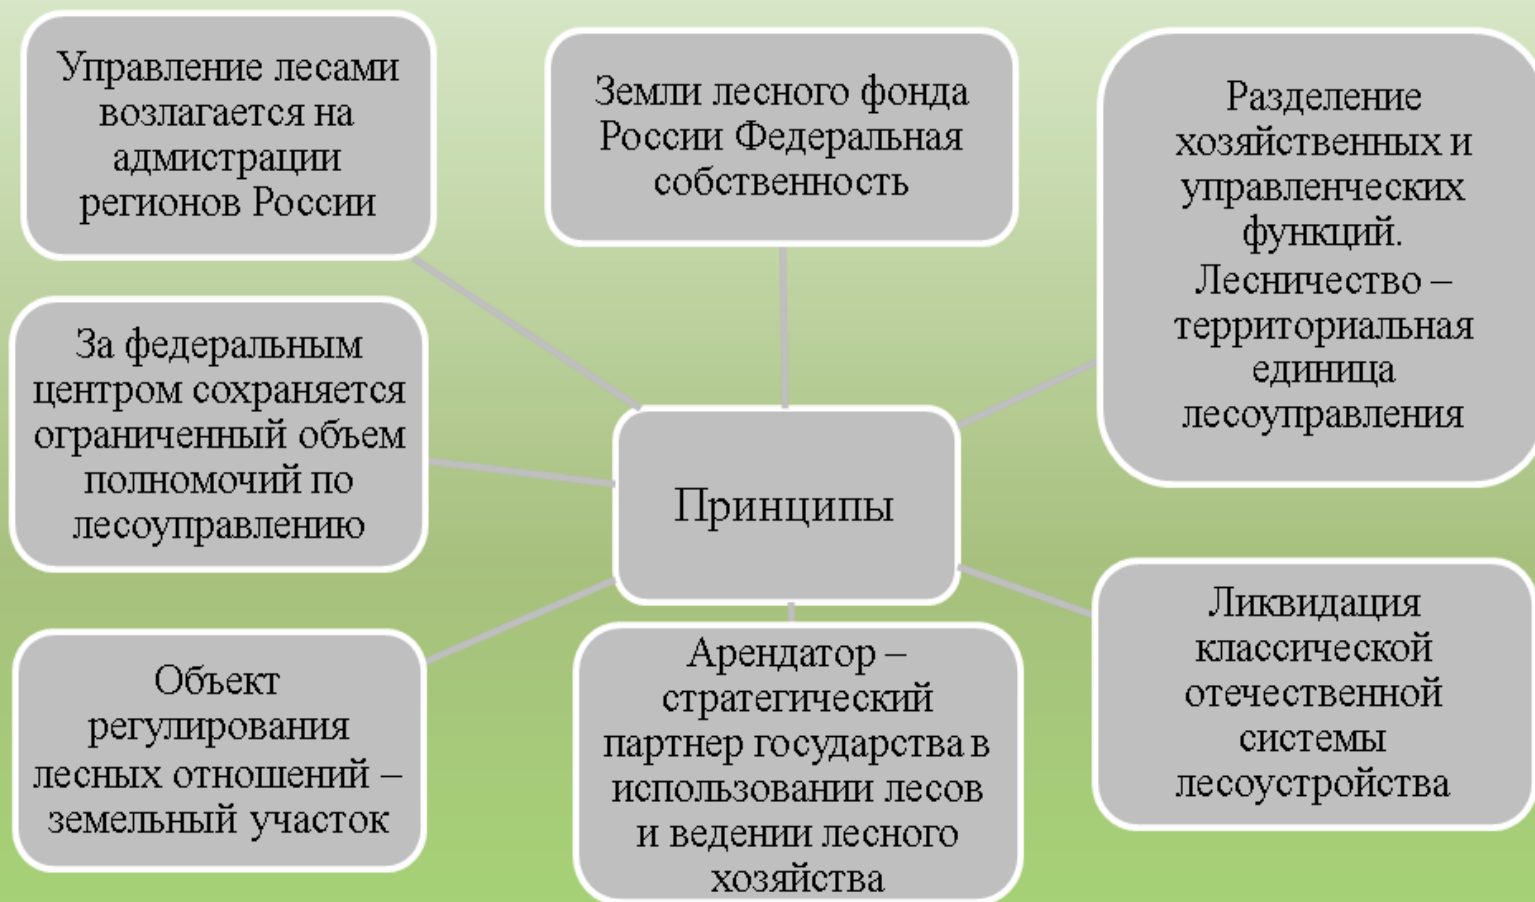 Управление лесами
возлагается на
адмистрации
регионов России
Земли лесного фонда
России Федеральная
собственность
Разделение
хозяйственных и
управленческих
функций.
Лесничество –
территориальная
единица
лесоуправления
За федеральным
центром сохраняется
ограниченный объем
полномочий по
лесоуправлению
Принципы
Объект
регулирования
лесных отношений –
земельный участок
Арендатор –
стратегический
партнер государства в
использовании лесов
и ведении лесного
хозяйства
Ликвидация
классической
отечественной
системы
лесоустройства